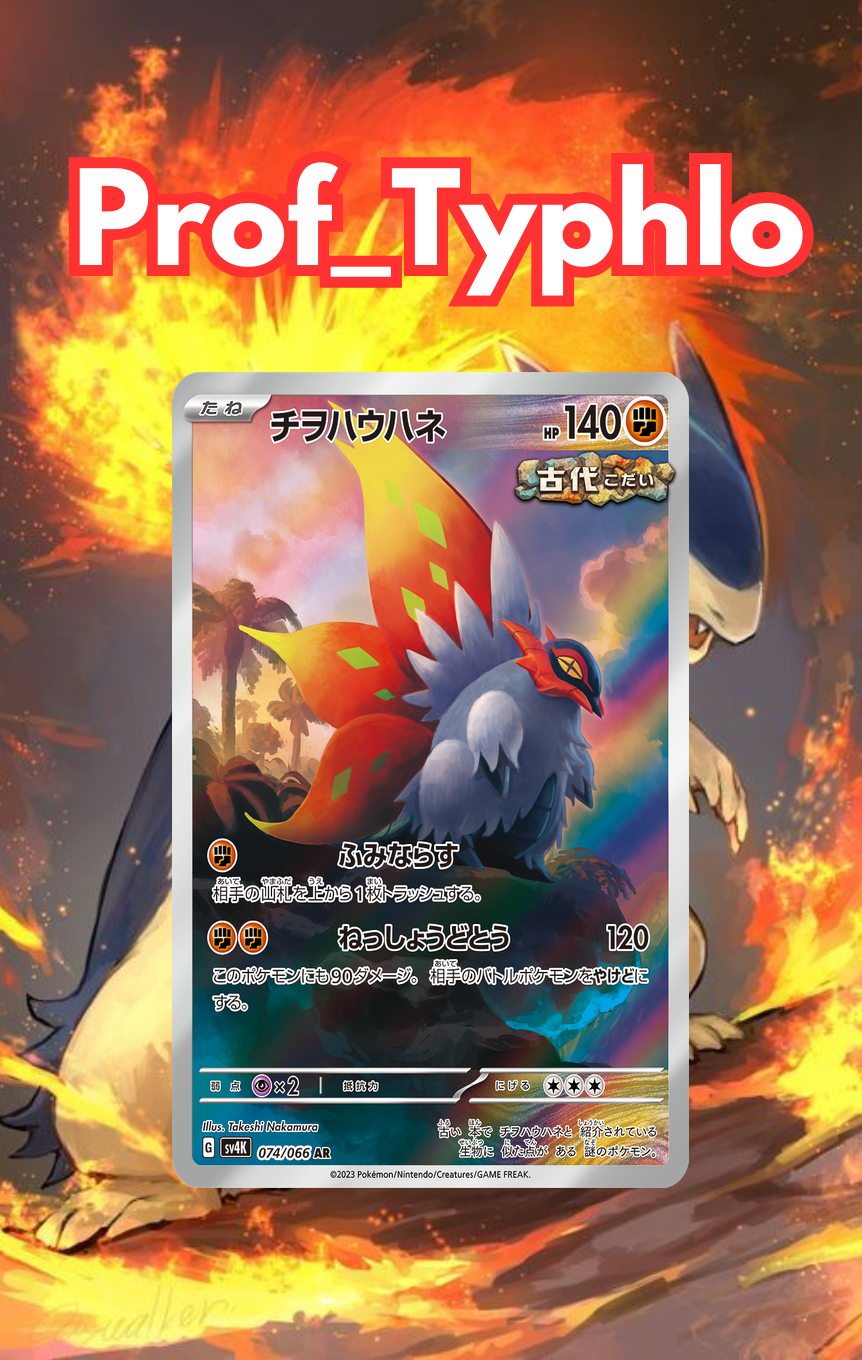 Prof_Typhlo
たね チヲハウハネ HP 140
古代 こだい
ふみならす
相手の山札を上から1枚トラッシュする。
ねっしょうどとう 120
このポケモンにも90ダメージ。 相手のバトルポケモンをやけどに
する。
弱点 ×2 抵抗力 にげる
Illus. Takeshi Nakamura
G sv4K 074/066 AR
古い 本で チヲハウハネと 紹介されている
生物に 似た点が ある 謎のポケモン。
©2023 Pokémon/Nintendo/Creatures/GAME FREAK.